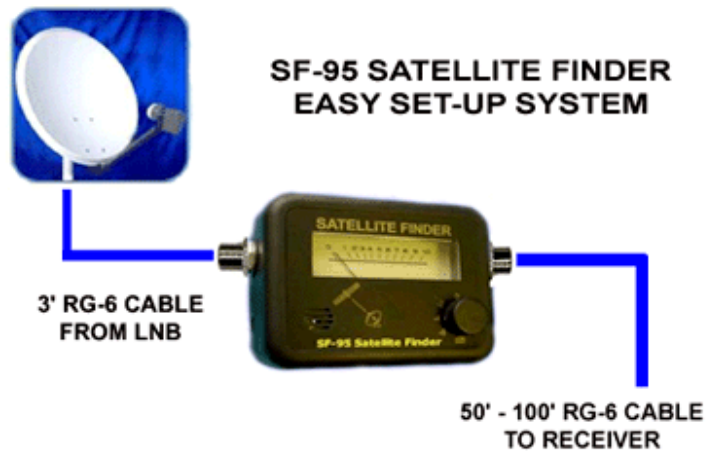 SF-95 SATELLITE FINDER
EASY SET-UP SYSTEM
SATELLITE FINDER
SF-95 Satellite Finder
3' RG-6 CABLE
FROM LNB
50' - 100' RG-6 CABLE
TO RECEIVER